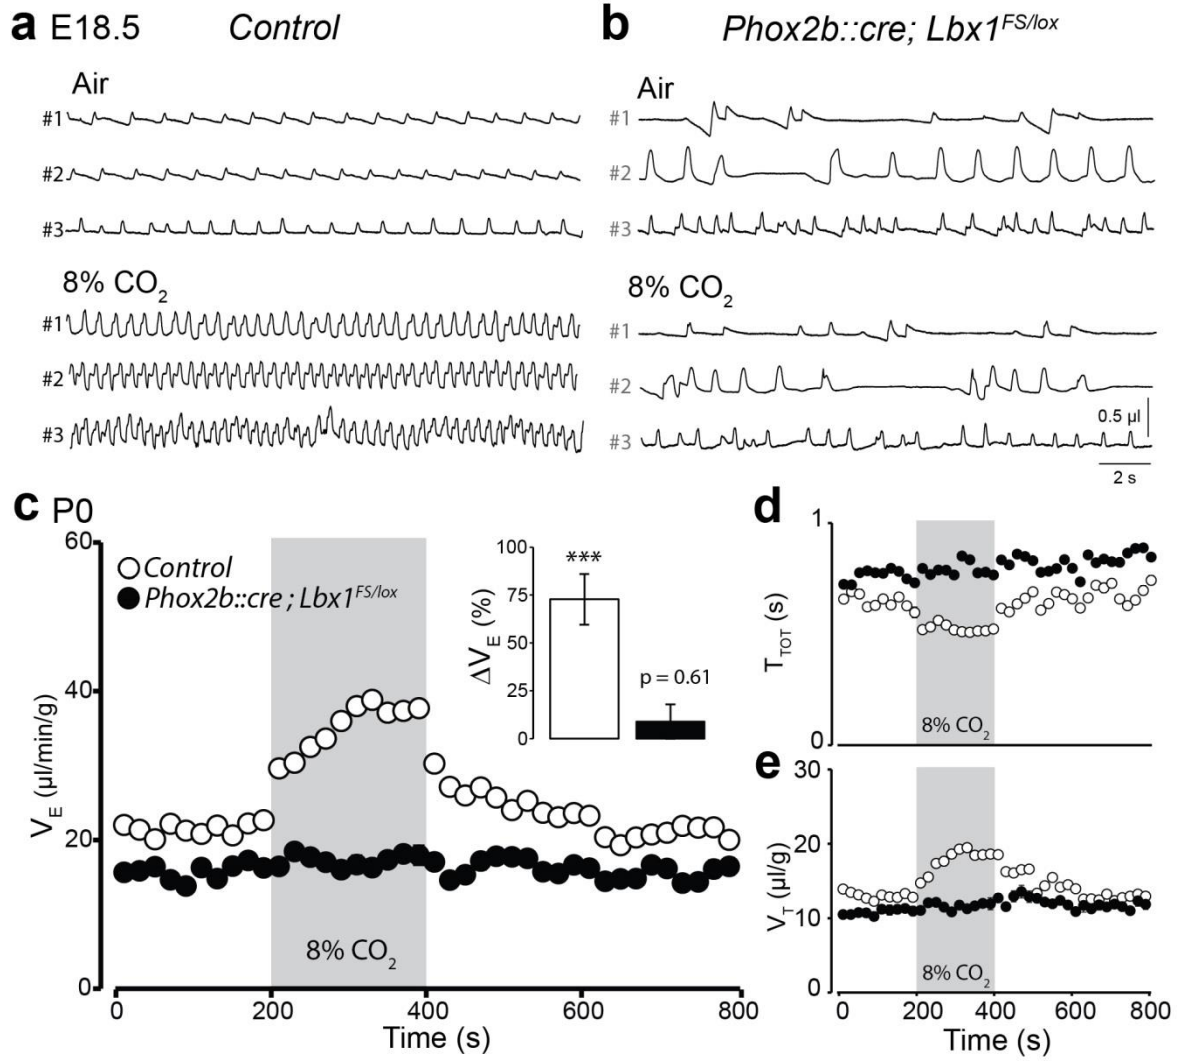 a E18.5 Control
Air
#1
#2
#3
8% CO2
#1
#2
#3
b Phox2b::cre; Lbx1FS/lox
Air
#1
#2
#3
8% CO2
#1
#2
#3
0.5 µl
2 s
c P0
60
40
20
0
VE (µl/min/g)
Control
Phox2b::cre ; Lbx1FS/lox
100
75
50
25
0
ΔVE (%)
***
p = 0.61
8% CO2
0 200 400 600 800
Time (s)
d
1
0
TTOT (s)
8% CO2
e
30
20
10
0
VT (µl/g)
8% CO2
0 200 400 600 800
Time (s)